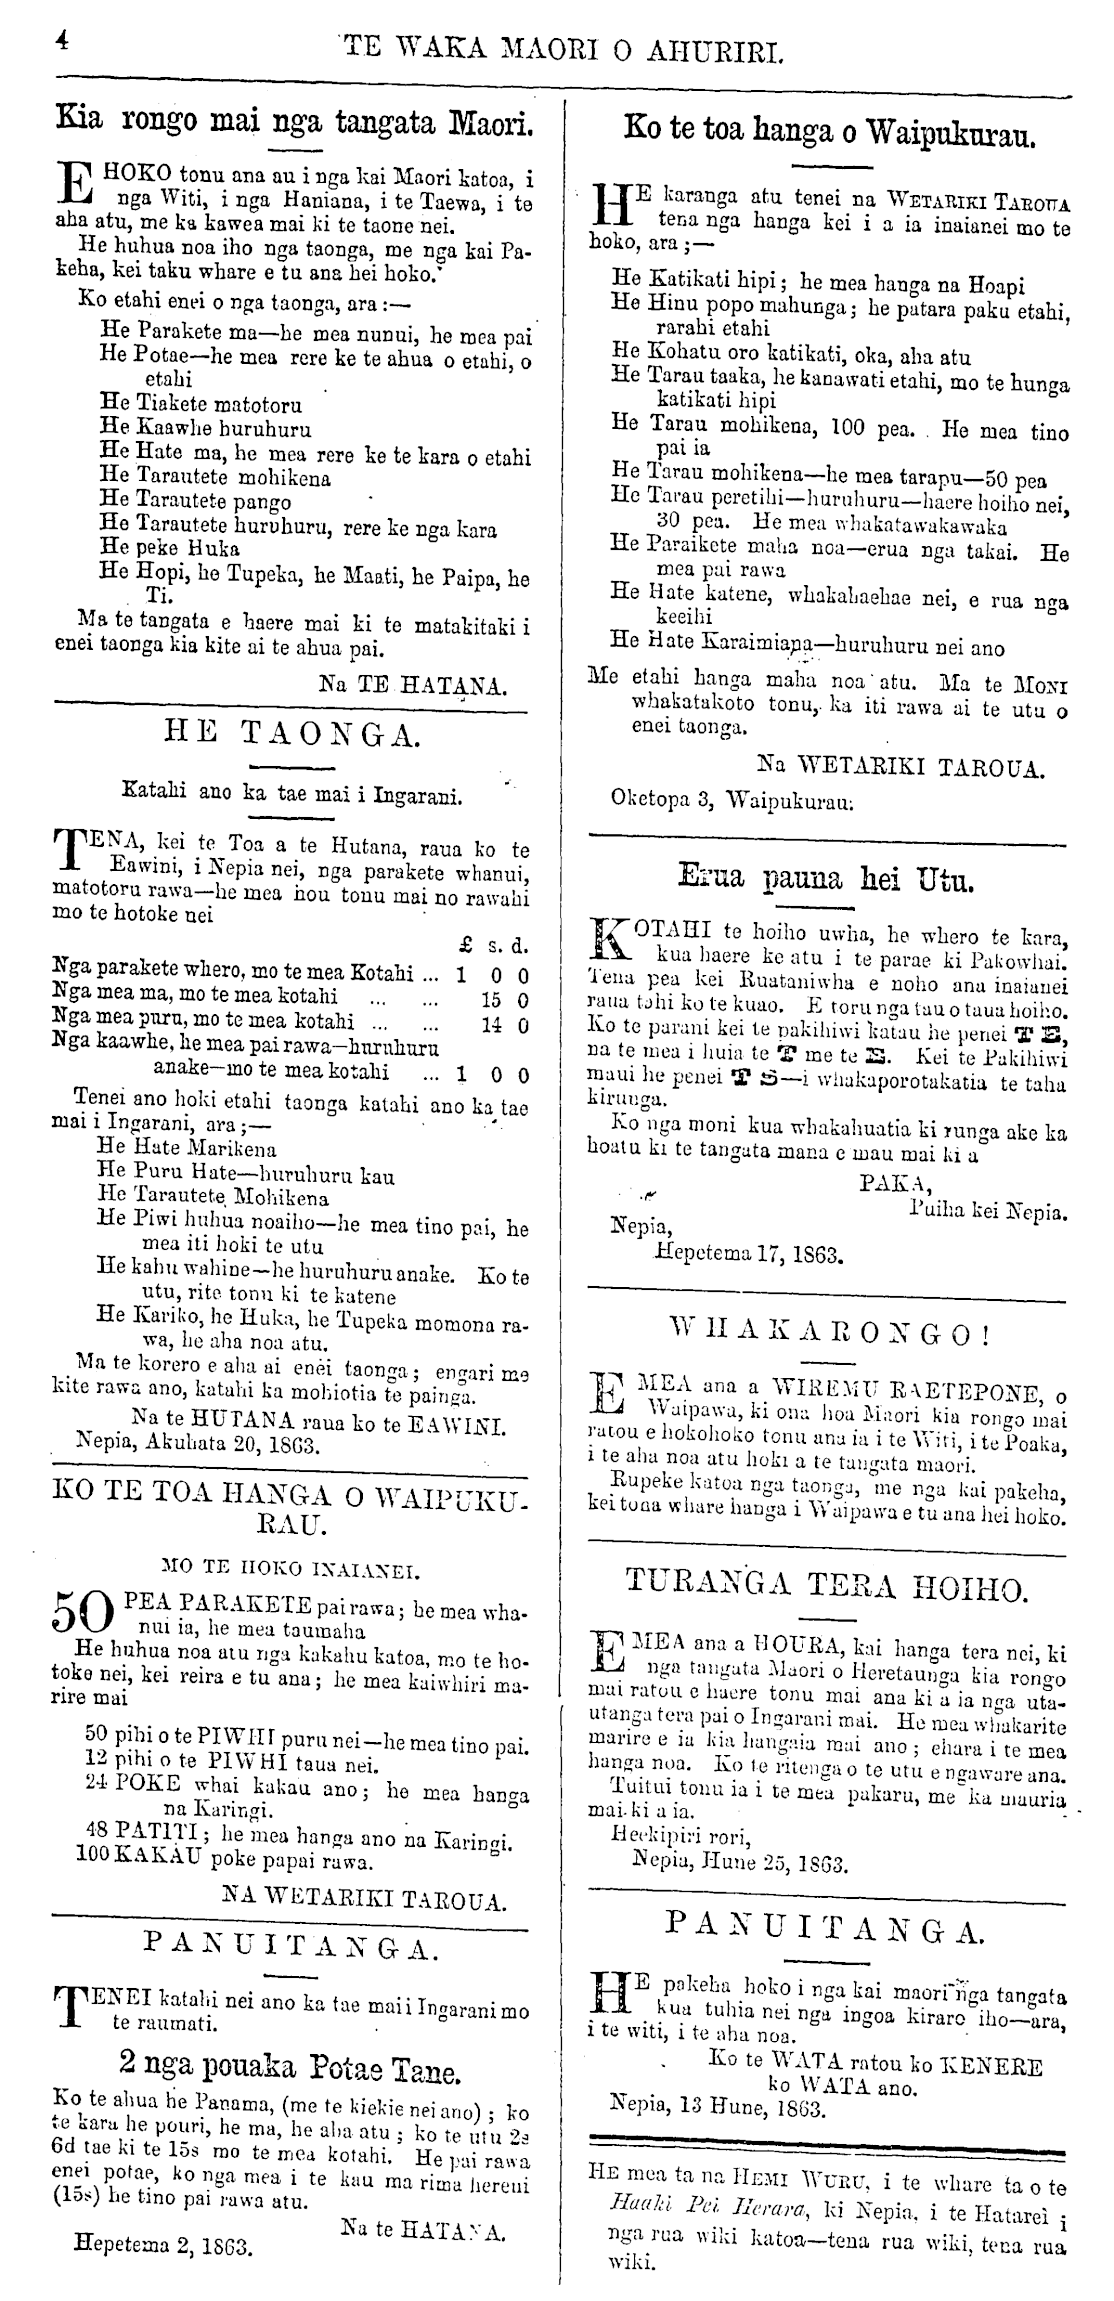 4
TE WAKA MAORI O AHURIRI.
Kia rongo mai nga tangata Maori.
E HOKO tonu ana au i nga kai Maori katoa, i
nga Witi, i nga Haniana, i te Taewa, i te
aha atu, me ka kawea mai ki te taone nei.
He huhua noa iho nga taonga, me nga kai Pa-
keha, kei taku whare e tu ana hei hoko.
Ko etahi enei o nga taonga, ara :—
He Parakete ma—he mea nunui, he mea pai
He Potae—he mea rere ke te ahua o etahi, o
etahi
He Tiakete matotoru
He Kaawhe huruhuru
He Hate ma, he mea rere ke te kara o etahi
He Tarautete mohikena
He Tarautete pango
He Tarautete huruhuru, rere ke nga kara
He peke Huka
He Hopi, he Tupeka, he Maati, he Paipa, he
Ti.
Ma te tangata e haere mai ki te matakitaki i
enei taonga kia kite ai te ahua pai.
Na TE HATANA.
HE TAONGA.
Katahi ano ka tae mai i Ingarani.
TENA, kei te Toa a te Hutana, raua ko te
Eawini, i Nepia nei, nga parakete whanui,
matotoru rawa—he mea hou tonu mai no rawahi
mo te hotoke nei
£ s. d.
Nga parakete whero, mo te mea Kotahi ... 1 0 0
Nga mea ma, mo te mea kotahi ... ... 15 0
Nga mea puru, mo te mea kotahi ... ... 14 0
Nga kaawhe, he mea pai rawa—huruhuru
anake—mo te mea kotahi ... 1 0 0
Tenei ano hoki etahi taonga katahi ano ka tae
mai i Ingarani, ara ;—
He Hate Marikena
He Puru Hate—huruhuru kau
He Tarautete Mohikena
He Piwi huhua noaiho—he mea tino pai, he
mea iti hoki te utu
He kahu wahine—he huruhuru anake. Ko te
utu, rite tonu ki te katene
He Kariko, he Huka, he Tupeka momona ra-
wa, he aha noa atu.
Ma te korero e aha ai enei taonga ; engari me
kite rawa ano, katahi ka mohiotia te painga.
Na te HUTANA raua ko te EAWINI.
Nepia, Akuhata 20, 1863.
KO TE TOA HANGA O WAIPUKU-
RAU.
MO TE HOKO INAIANEI.
50 PEA PARAKETE pai rawa ; he mea wha-
nui ia, he mea taumaha
He huhua noa atu nga kakahu katoa, mo te ho-
toke nei, kei reira e tu ana ; he mea kaiwhiri ma-
rire mai
50 pihi o te PIWHI puru nei—he mea tino pai.
12 pihi o te PIWHI taua nei.
24 POKE whai kakau ano ; he mea hanga
na Karingi.
48 PATITI ; he mea hanga ano na Karingi.
100 KAKAU poke papai rawa.
NA WETARIKI TAROUA.
PANUITANGA.
TENEI katahi nei ano ka tae mai i Ingarani mo
te raumati.
2 nga pouaka Potae Tane.
Ko te ahua he Panama, (me te kiekie nei ano) ; ko
te kara he pouri, he ma, he aha atu ; ko te utu 2s
6d tae ki te 15s mo te mea kotahi. He pai rawa
enei potae, ko nga mea i te kau ma rima hereni
(15s) he tino pai rawa atu.
Na te HATANA.
Hepetema 2, 1863.
Ko te toa hanga o Waipukurau.
HE karanga atu tenei na WETARIKI TAROUA
tena nga hanga kei i a ia inaianei mo te
hoko, ara ;—
He Katikati hipi ; he mea hanga na Hoapi
He Hinu popo mahunga ; he patara paku etahi,
rarahi etahi
He Kohatu oro katikati, oka, aha atu
He Tarau taaka, he kanawati etahi, mo te hunga
katikati hipi
He Tarau mohikena, 100 pea. He mea tino
pai ia
He Tarau mohikena—he mea tarapu—50 pea
He Tarau peretihi—huruhuru—haere hoiho nei,
30 pea. He mea whakatawakawaka
He Paraikete maha noa—erua nga takai. He
mea pai rawa
He Hate katene, whakahaehae nei, e rua nga
keeihi
He Hate Karaimiana—huruhuru nei ano
Me etahi hanga maha noa atu. Ma te MONI
whakatakoto tonu, ka iti rawa ai te utu o
enei taonga.
Na WETARIKI TAROUA.
Oketopa 3, Waipukurau.
Erua pauna hei Utu.
KOTAHI te hoiho uwha, he whero te kara,
kua haere ke atu i te parae ki Pakowhai.
Tena pea kei Ruataniwha e noho ana inaianei
raua tahi ko te kuao. E toru nga tau o taua hoiho.
Ko te parani kei te pakihiwi katau he penei T S,
na te mea i huia te T me te S. Kei te Pakihiwi
maui he penei T S—i whakaporotakatia te taha
kirunga.
Ko nga moni kua whakahuatia ki runga ake ka
hoatu ki te tangata mana e mau mai ki a
PAKA,
Puiha kei Nepia.
Nepia,
Hepetema 17, 1863.
WHAKARONGO!
E MEA ana a WIREMU RAETEPONE, o
Waipawa, ki ona hoa Maori kia rongo mai
ratou e hokohoko tonu ana ia i te Witi, i te Poaka,
i te aha noa atu hoki a te tangata maori.
Rupeke katoa nga taonga, me nga kai pakeha,
kei tona whare hanga i Waipawa e tu ana hei hoko.
TURANGA TERA HOIHO.
E MEA ana a HOURA, kai hanga tera nei, ki
nga tangata Maori o Heretaunga kia rongo
mai ratou e haere tonu mai ana ki a ia nga uta-
utanga tera pai o Ingarani mai. He mea whakarite
marire e ia kia hangaia mai ano ; ehara i te mea
hanga noa. Ko te ritenga o te utu e ngaware ana.
Tuitui tonu ia i te mea pakaru, me ka mauria
mai ki a ia.
Heekipiri rori,
Nepia, Hune 25, 1863.
PANUITANGA.
HE pakeha hoko i nga kai maori nga tangata
kua tuhia nei nga ingoa kiraro iho—ara,
i te witi, i te aha noa.
Ko te WATA ratou ko KENERE
ko WATA ano.
Nepia, 13 Hune, 1863.
HE mea ta na HEMI WURU, i te whare ta o te
Haaki Pei Herara, ki Nepia, i te Hatarei i
nga rua wiki katoa—tena rua wiki, tena rua
wiki.